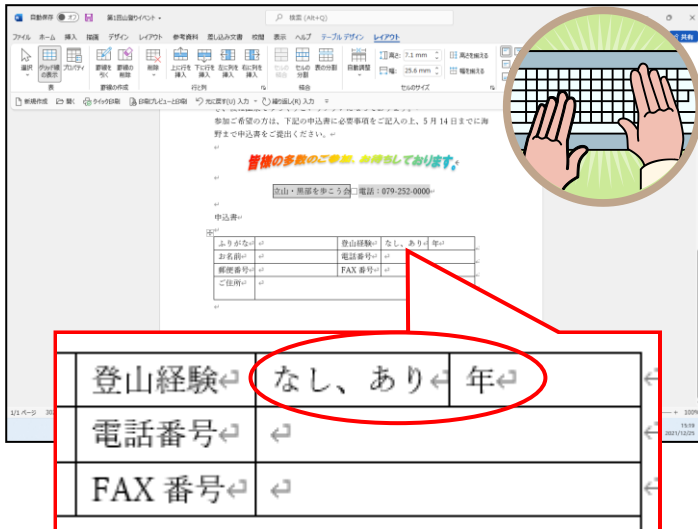 自動保存 オフ 第1回山登りイベント 検索 (Alt+Q)
ファイル ホーム 挿入 描画 デザイン レイアウト 参考資料 差し込み文書 校閲 表示 ヘルプ テーブル デザイン レイアウト 共有
選択 グリッド線の表示 プロパティ 罫線を引く 罫線の削除 削除 上に行を挿入 下に行を挿入 左に列を挿入 右に列を挿入 セルの結合 セルの分割 表の分割 自動調整 高さ: 7.1 mm 高さを揃える
幅: 25.6 mm 幅を揃える
表 罫線の作成 行と列 結合 セルのサイズ
新規作成 開く クイック印刷 印刷プレビューと印刷 元に戻す(U) 入力 繰り返し(R) 入力
参加ご希望の方は、下記の申込書に必要事項をご記入の上、5 月 14 日までに海
野まで申込書をご提出ください。
皆様の多数のご参加、お待ちしております。
立山・黒部を歩こう会 電話：079-252-0000
申込書
ふりがな 登山経験 なし、あり 年
お名前 電話番号
郵便番号 FAX 番号
ご住所
登山経験 なし、あり 年
電話番号
FAX 番号
1/1 ページ 100%
15:59
2021/12/25